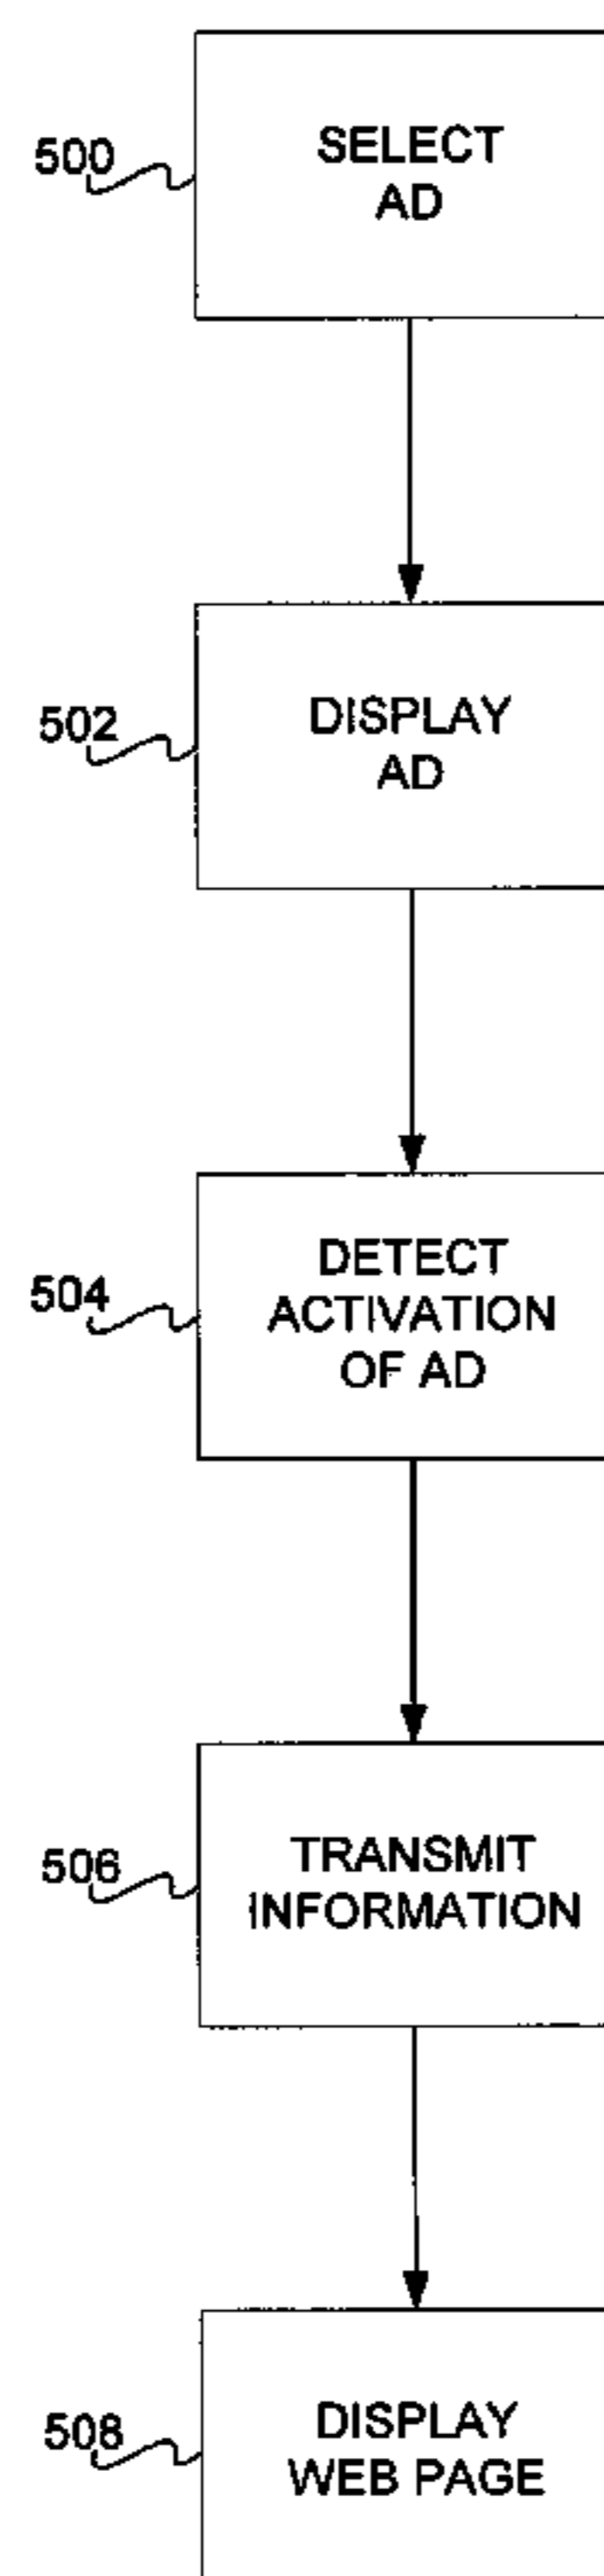 500
SELECT
AD
502
DISPLAY
AD
504
DETECT
ACTIVATION
OF AD
506
TRANSMIT
INFORMATION
508
DISPLAY
WEB PAGE